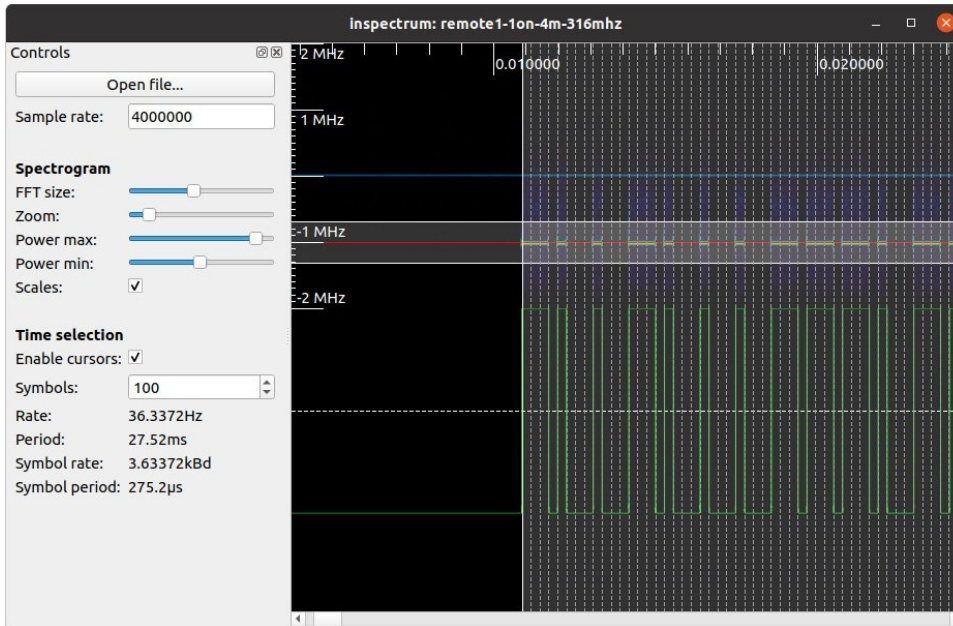 inspectrum: remote1-1on-4m-316mhz
Controls
Open file...
Sample rate: 4000000
Spectrogram
FFT size:
Zoom:
Power max:
Power min:
Scales:
Time selection
Enable cursors:
Symbols: 100
Rate: 36.3372Hz
Period: 27.52ms
Symbol rate: 3.63372kBd
Symbol period: 275.2μs
2 MHz
0.010000
0.020000
1 MHz
-1 MHz
-2 MHz